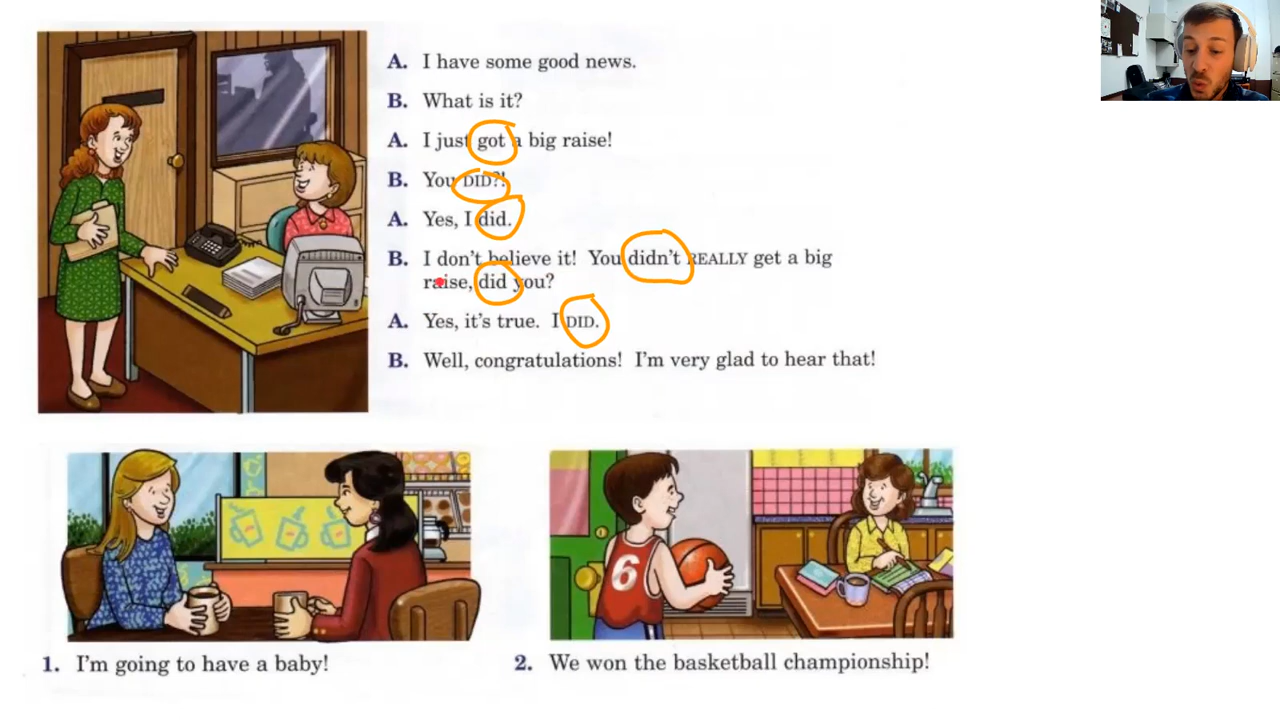 A. I have some good news.
B. What is it?
A. I just got a big raise!
B. You DID?!
A. Yes, I did.
B. I don't believe it! You didn't REALLY get a big
raise, did you?
A. Yes, it's true. I DID.
B. Well, congratulations! I'm very glad to hear that!
6
1. I'm going to have a baby!
2. We won the basketball championship!